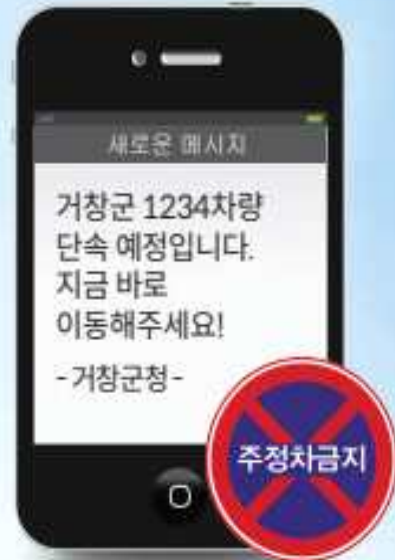 새로운 메시지
거창군 1234차량
단속 예정입니다.
지금 바로
이동해주세요!
- 거창군청 -
주정차금지